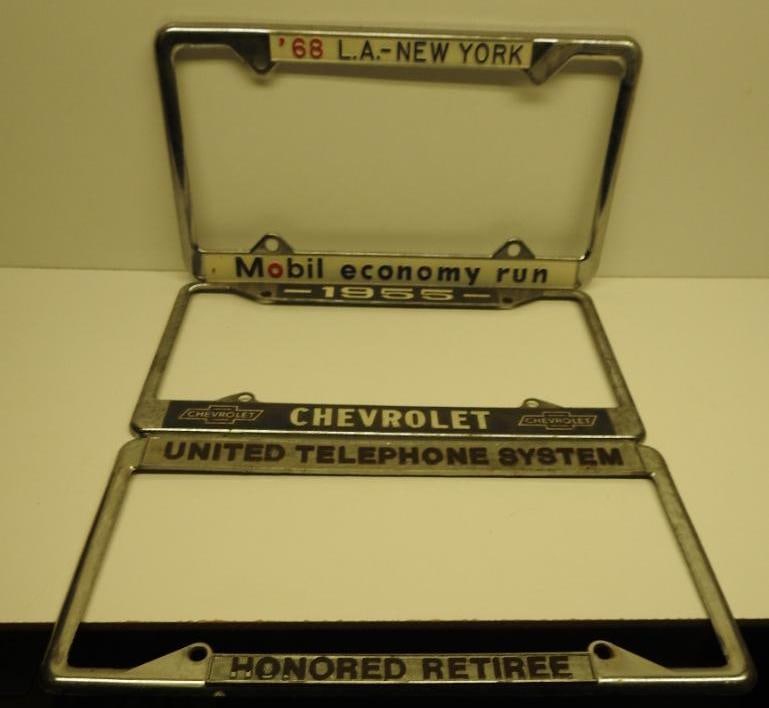 '68 L.A.-NEW YORK
Mobil economy run
-1955-
CHEVROLET CHEVROLET CHEVROLET
UNITED TELEPHONE SYSTEM
HONORED RETIREE